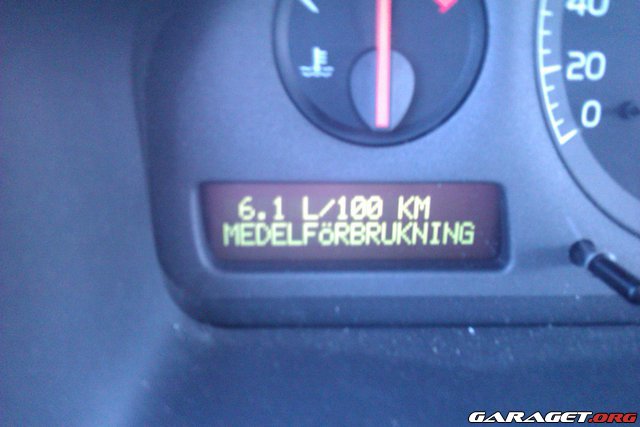 40
20
0
6.1 L/100 KM
MEDELFöRBRUKNING
GARAGET.ORG